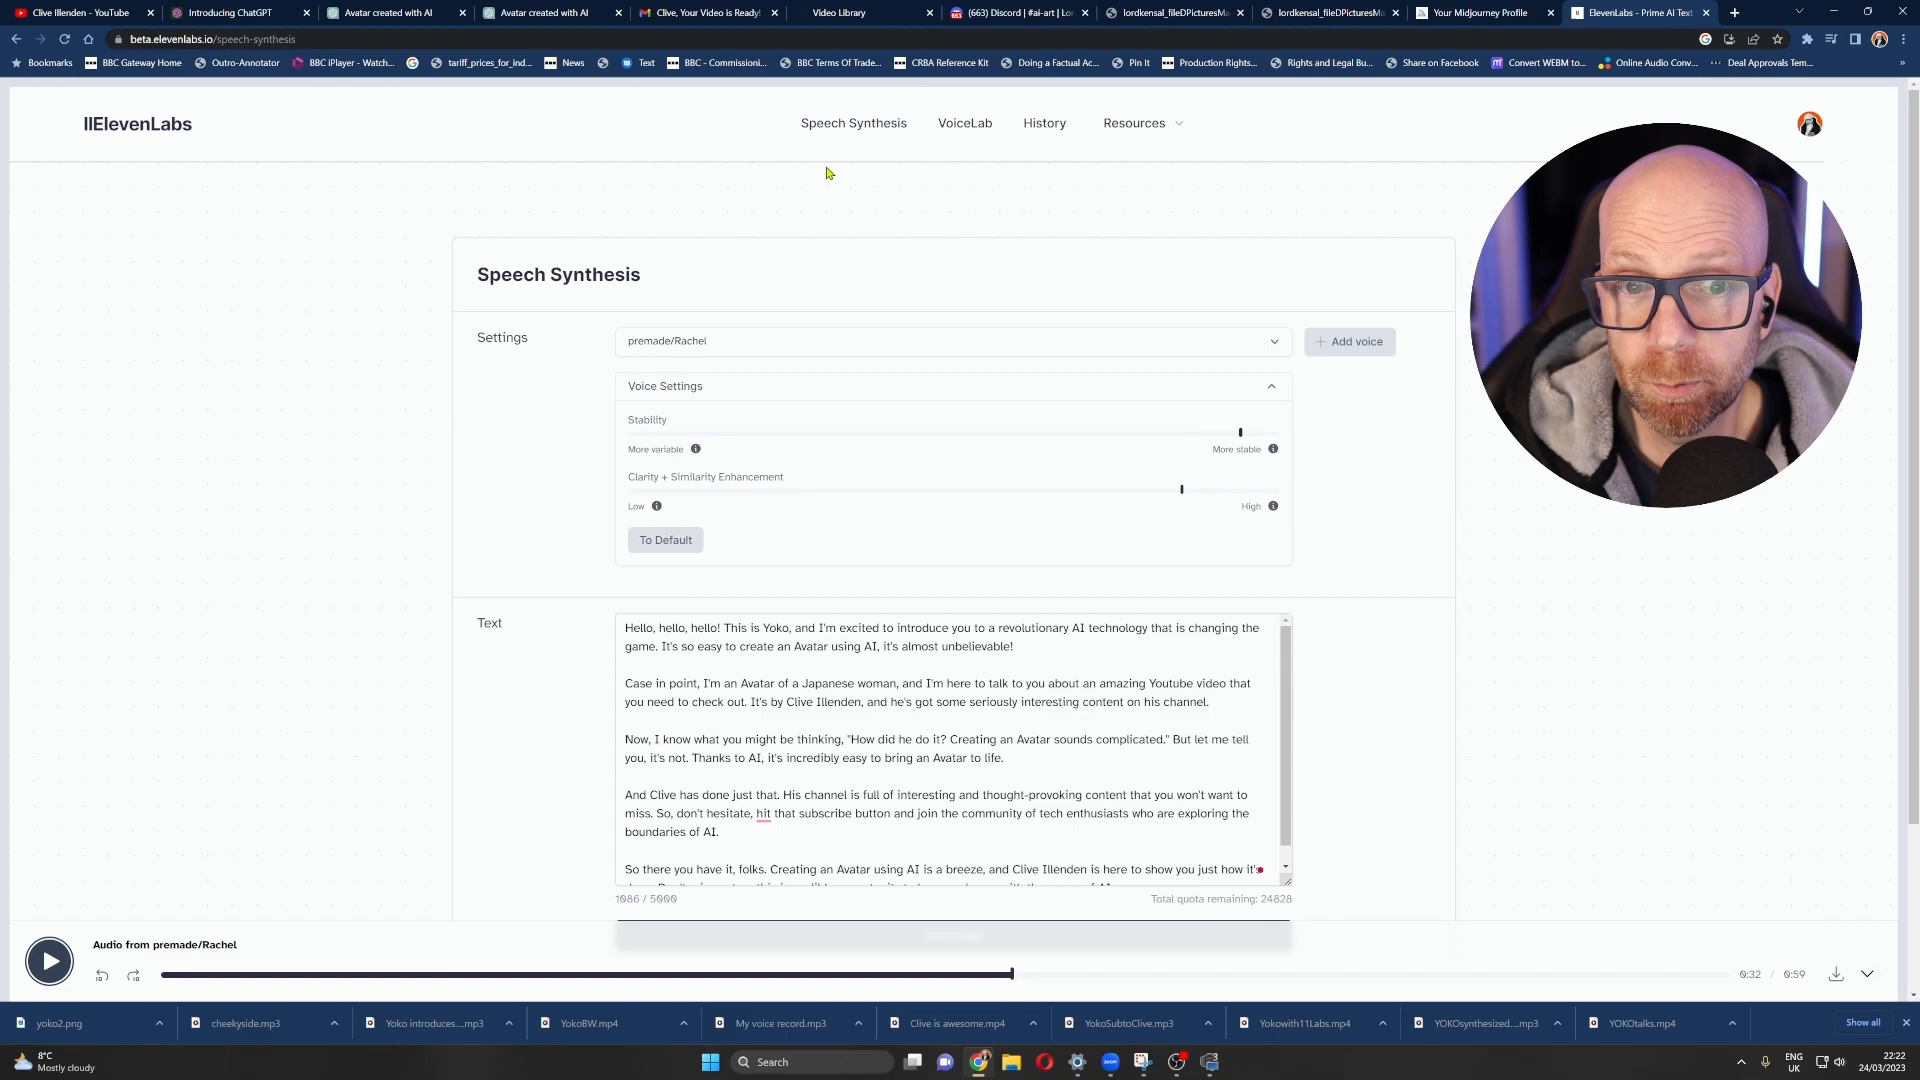 Clive Illenden - YouTube
Introducing ChatGPT
Avatar created with AI
Avatar created with AI
Clive, Your Video is Ready!
Video Library
(663) Discord | #ai-art | Lor
lordkensal_fileDPicturesMa
lordkensal_fileDPicturesMa
Your Midjourney Profile
ElevenLabs - Prime AI Text
beta.elevenlabs.io/speech-synthesis
Bookmarks
BBC Gateway Home
Outro-Annotator
BBC iPlayer - Watch...
tariff_prices_for_ind...
News
Text
BBC - Commissioni...
BBC Terms Of Trade...
CRBA Reference Kit
Doing a Factual Ac...
Pin It
Production Rights...
Rights and Legal Bu...
Share on Facebook
Convert WEBM to...
Online Audio Conv...
Deal Approvals Tem...
IIElevenLabs
Speech Synthesis
VoiceLab
History
Resources
Speech Synthesis
Settings
premade/Rachel
+ Add voice
Voice Settings
Stability
More variable
More stable
Clarity + Similarity Enhancement
Low
High
To Default
Text
Hello, hello, hello! This is Yoko, and I'm excited to introduce you to a revolutionary AI technology that is changing the
game. It's so easy to create an Avatar using AI, it's almost unbelievable!
Case in point, I'm an Avatar of a Japanese woman, and I'm here to talk to you about an amazing Youtube video that
you need to check out. It's by Clive Illenden, and he's got some seriously interesting content on his channel.
Now, I know what you might be thinking, "How did he do it? Creating an Avatar sounds complicated." But let me tell
you, it's not. Thanks to AI, it's incredibly easy to bring an Avatar to life.
And Clive has done just that. His channel is full of interesting and thought-provoking content that you won't want to
miss. So, don't hesitate, hit that subscribe button and join the community of tech enthusiasts who are exploring the
boundaries of AI.
So there you have it, folks. Creating an Avatar using AI is a breeze, and Clive Illenden is here to show you just how it's
1086 / 5000
Total quota remaining: 24828
Audio from premade/Rachel
10
10
0:32 / 0:59
yoko2.png
cheekyside.mp3
Yoko introduces....mp3
YokoBW.mp4
My voice record.mp3
Clive is awesome.mp4
YokoSubtoClive.mp3
Yokowith11Labs.mp4
YOKOsynthesized....mp3
YOKOtalks.mp4
Show all
8°C
Mostly cloudy
Search
ENG
UK
22:22
24/03/2023